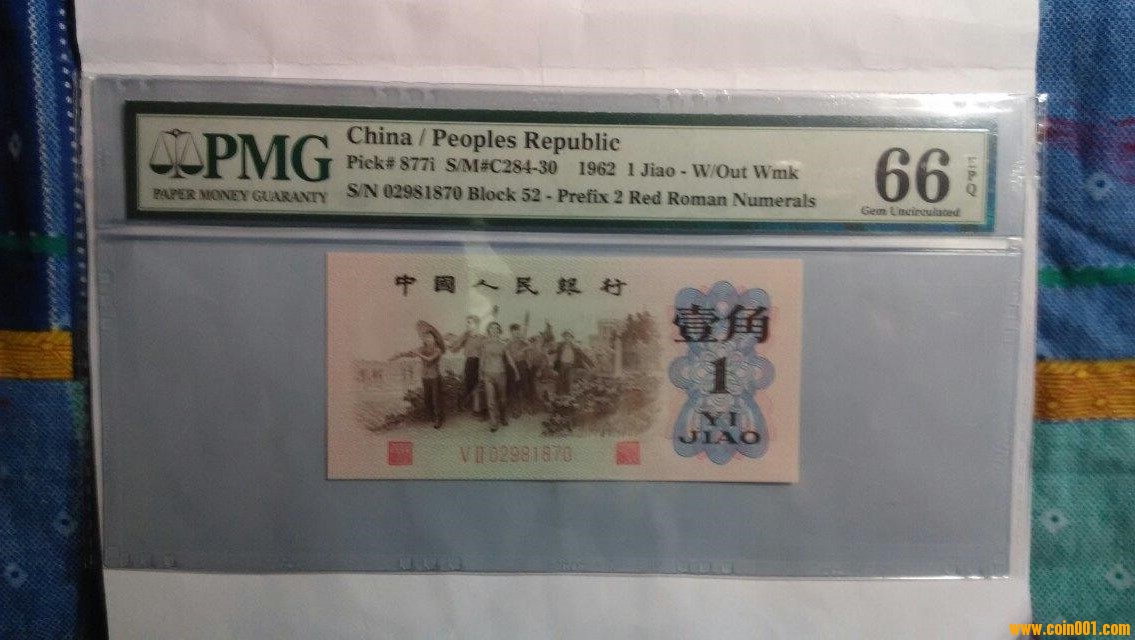 PMG
PAPER MONEY GUARANTY
China / Peoples Republic
Pick# 877i S/M#C284-30 1962 1 Jiao - W/Out Wmk
S/N 02981870 Block 52 - Prefix 2 Red Roman Numerals
66
EPQ
Gem Uncirculated
中國人民銀行
壹角
1
YI
JIAO
V II 02981870
www.coin001.com